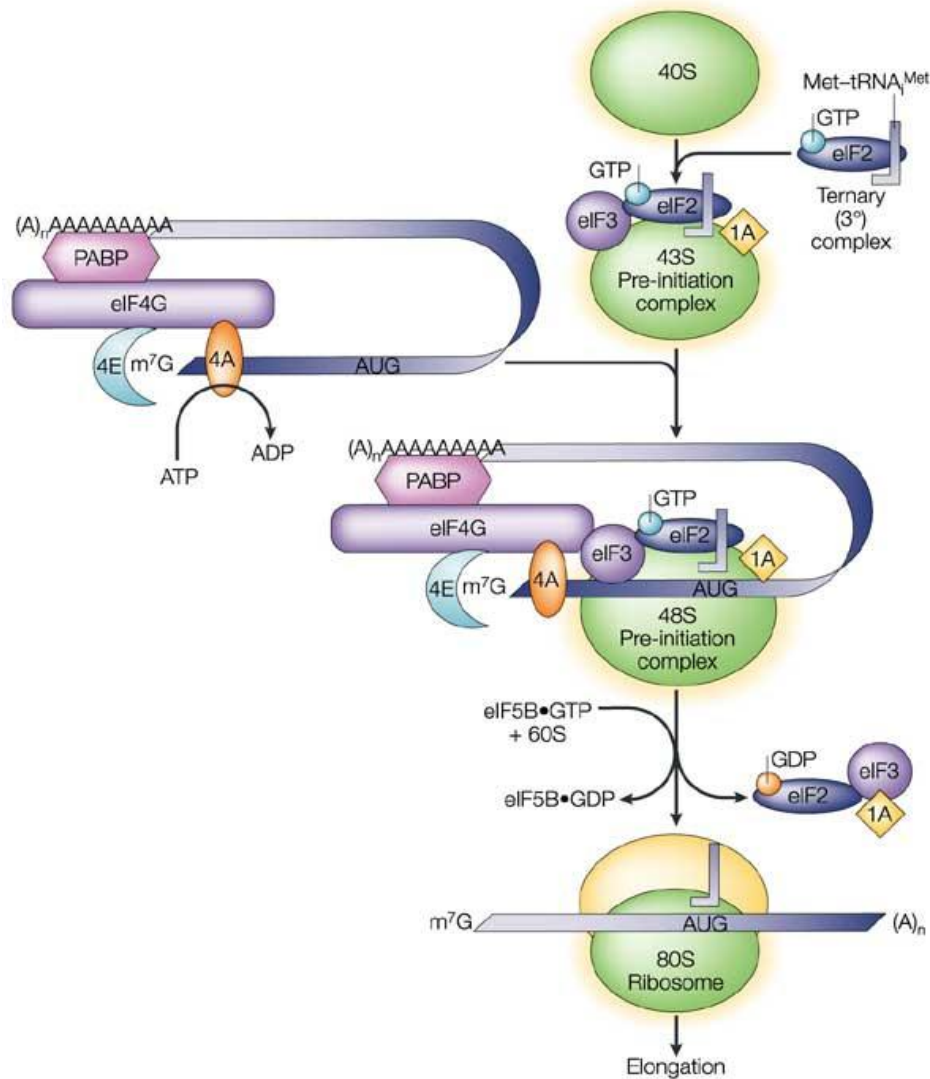 40S
Met–tRNAᵢᴹᵉᵗ
GTP
eIF2
Ternary
(3°)
complex
GTP
eIF3
eIF2
1A
43S
Pre-initiation
complex
(A)ₙAAAAAAAAA
PABP
eIF4G
4E
m⁷G
4A
AUG
ATP
ADP
(A)ₙAAAAAAAAA
PABP
eIF4G
GTP
eIF3
eIF2
1A
4E
m⁷G
4A
AUG
48S
Pre-initiation
complex
eIF5B•GTP
+ 60S
eIF5B•GDP
GDP
eIF2
eIF3
1A
m⁷G
AUG
(A)ₙ
80S
Ribosome
Elongation